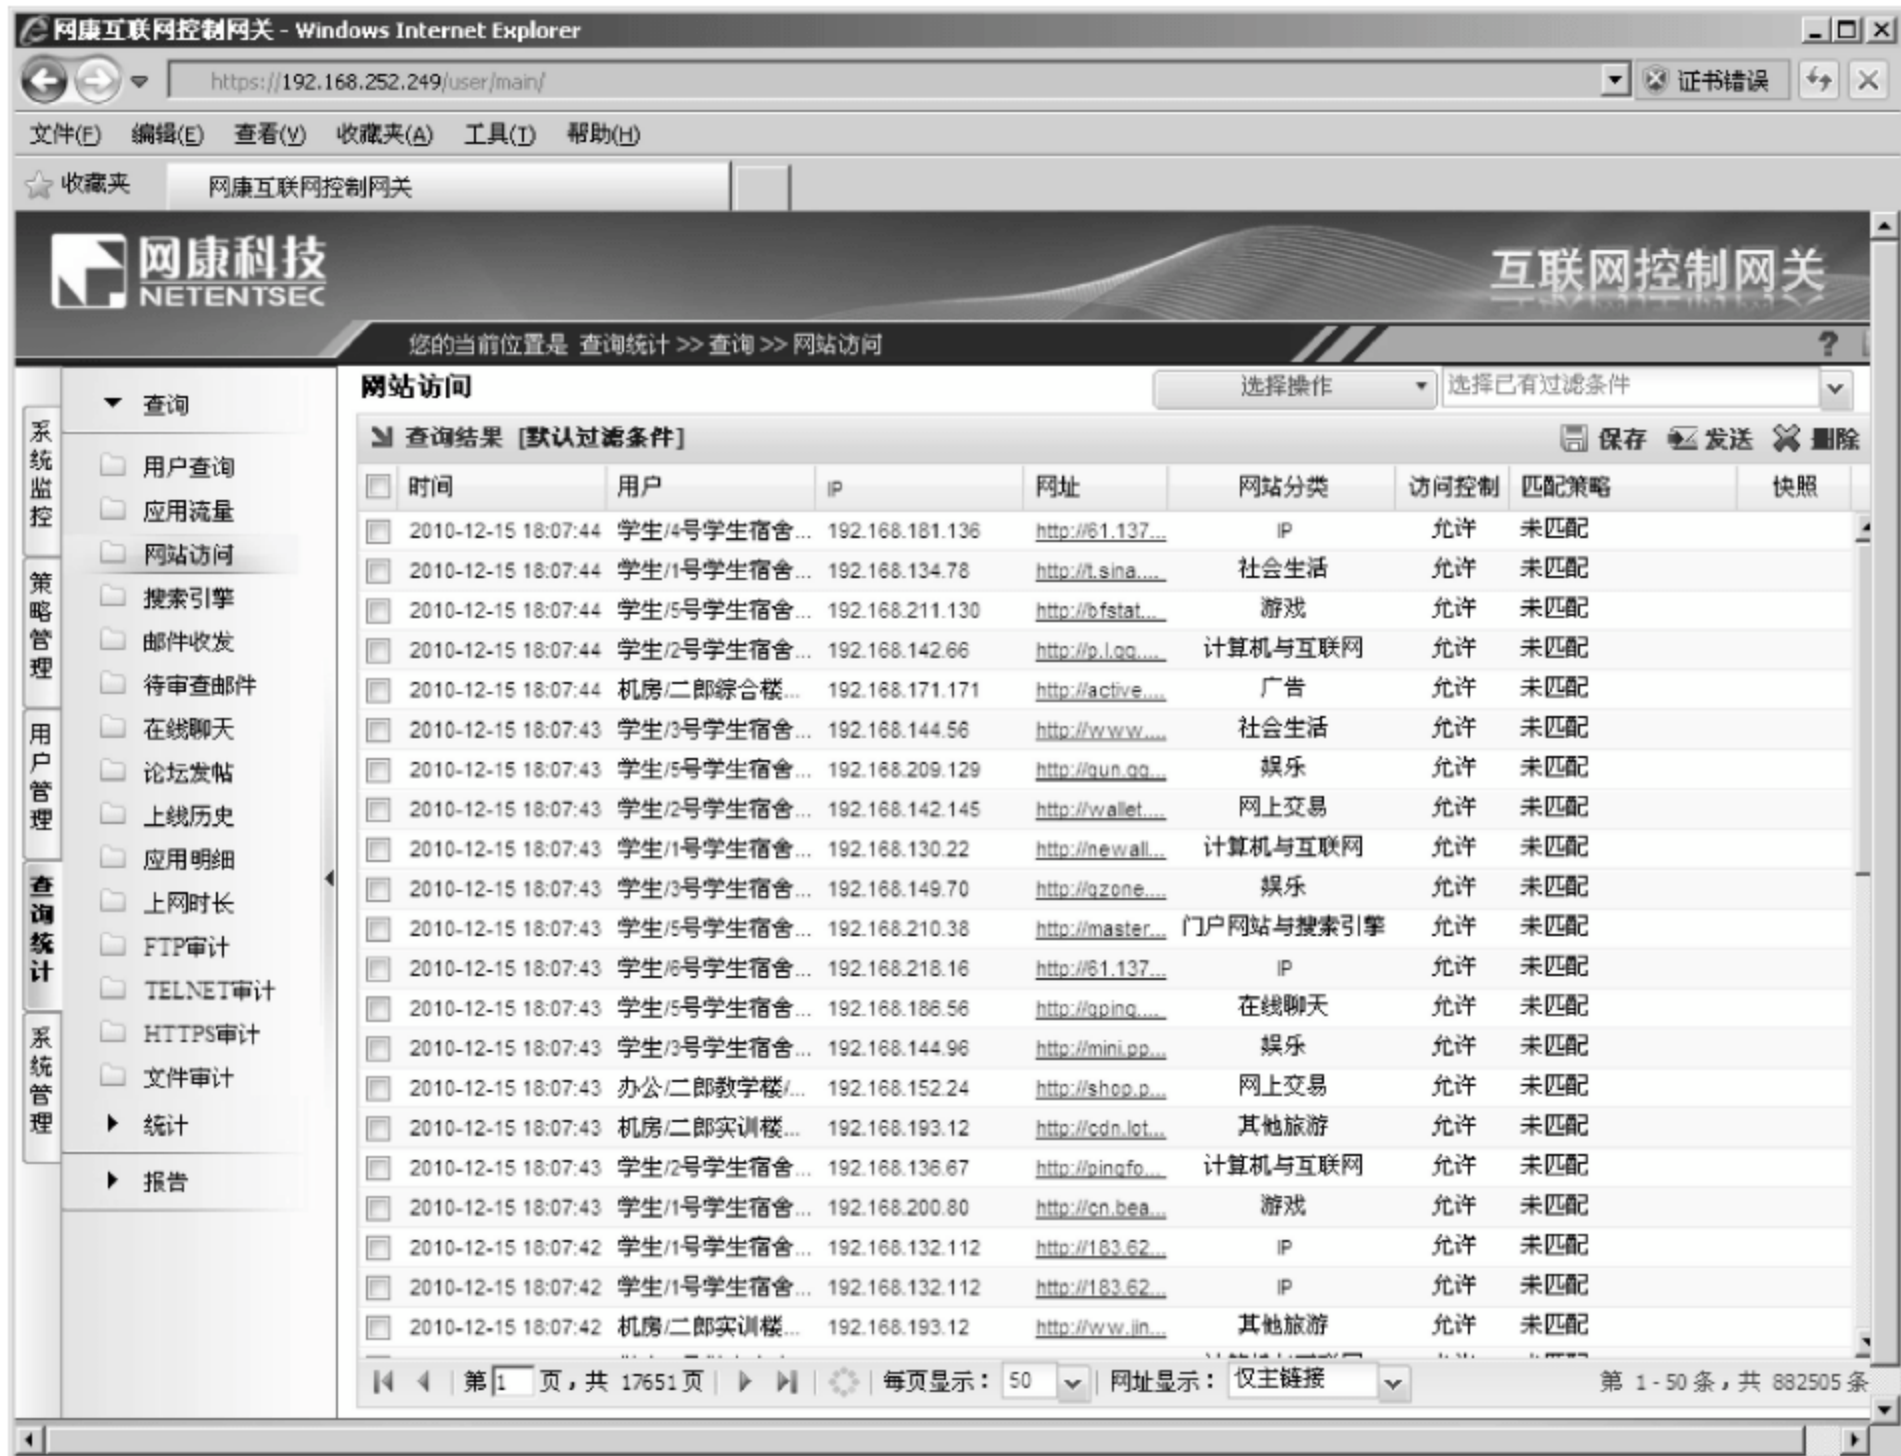 网康互联网控制网关 - Windows Internet Explorer
https://192.168.252.249/user/main/ 证书错误
文件(F) 编辑(E) 查看(V) 收藏夹(A) 工具(T) 帮助(H)
收藏夹 网康互联网控制网关
网康科技
NETENTSEC
互联网控制网关
您的当前位置是 查询统计 >> 查询 >> 网站访问 ?
系统监控
策略管理
用户管理
查询统计
系统管理
查询
用户查询
应用流量
网站访问
搜索引擎
邮件收发
待审查邮件
在线聊天
论坛发帖
上线历史
应用明细
上网时长
FTP审计
TELNET审计
HTTPS审计
文件审计
统计
报告
网站访问 选择操作 选择已有过滤条件
查询结果 [默认过滤条件] 保存 发送 删除
时间 用户 IP 网址 网站分类 访问控制 匹配策略 快照
2010-12-15 18:07:44 学生/4号学生宿舍... 192.168.181.136 http://61.137... IP 允许 未匹配
2010-12-15 18:07:44 学生/1号学生宿舍... 192.168.134.78 http://t.sina.... 社会生活 允许 未匹配
2010-12-15 18:07:44 学生/5号学生宿舍... 192.168.211.130 http://bfstat... 游戏 允许 未匹配
2010-12-15 18:07:44 学生/2号学生宿舍... 192.168.142.66 http://p.l.qq.... 计算机与互联网 允许 未匹配
2010-12-15 18:07:44 机房/二郎综合楼... 192.168.171.171 http://active.... 广告 允许 未匹配
2010-12-15 18:07:43 学生/3号学生宿舍... 192.168.144.56 http://www.... 社会生活 允许 未匹配
2010-12-15 18:07:43 学生/5号学生宿舍... 192.168.209.129 http://qun.qq... 娱乐 允许 未匹配
2010-12-15 18:07:43 学生/2号学生宿舍... 192.168.142.145 http://wallet.... 网上交易 允许 未匹配
2010-12-15 18:07:43 学生/1号学生宿舍... 192.168.130.22 http://newall... 计算机与互联网 允许 未匹配
2010-12-15 18:07:43 学生/3号学生宿舍... 192.168.149.70 http://qzone.... 娱乐 允许 未匹配
2010-12-15 18:07:43 学生/5号学生宿舍... 192.168.210.38 http://master... 门户网站与搜索引擎 允许 未匹配
2010-12-15 18:07:43 学生/6号学生宿舍... 192.168.218.16 http://61.137... IP 允许 未匹配
2010-12-15 18:07:43 学生/5号学生宿舍... 192.168.186.56 http://qping.... 在线聊天 允许 未匹配
2010-12-15 18:07:43 学生/3号学生宿舍... 192.168.144.96 http://mini.pp... 娱乐 允许 未匹配
2010-12-15 18:07:43 办公/二郎教学楼/... 192.168.152.24 http://shop.p... 网上交易 允许 未匹配
2010-12-15 18:07:43 机房/二郎实训楼... 192.168.193.12 http://cdn.lot... 其他旅游 允许 未匹配
2010-12-15 18:07:43 学生/2号学生宿舍... 192.168.136.67 http://pingfo... 计算机与互联网 允许 未匹配
2010-12-15 18:07:43 学生/1号学生宿舍... 192.168.200.80 http://cn.bea... 游戏 允许 未匹配
2010-12-15 18:07:42 学生/1号学生宿舍... 192.168.132.112 http://183.62... IP 允许 未匹配
2010-12-15 18:07:42 学生/1号学生宿舍... 192.168.132.112 http://183.62... IP 允许 未匹配
2010-12-15 18:07:42 机房/二郎实训楼... 192.168.193.12 http://ww.jin... 其他旅游 允许 未匹配
第 1 页，共 17651 页 每页显示： 50 网址显示： 仅主链接 第 1 - 50 条，共 882505 条